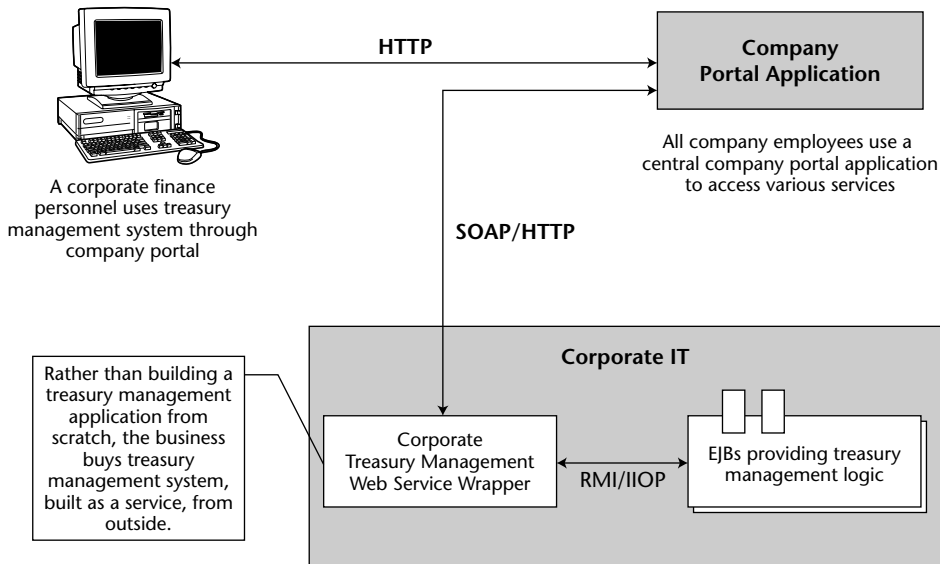 HTTP
Company
Portal Application
A corporate finance
personnel uses treasury
management system through
company portal
All company employees use a
central company portal application
to access various services
SOAP/HTTP
Corporate IT
Rather than building a
treasury management
application from
scratch, the business
buys treasury
management system,
built as a service, from
outside.
Corporate
Treasury Management
Web Service Wrapper
RMI/IIOP
EJBs providing treasury
management logic